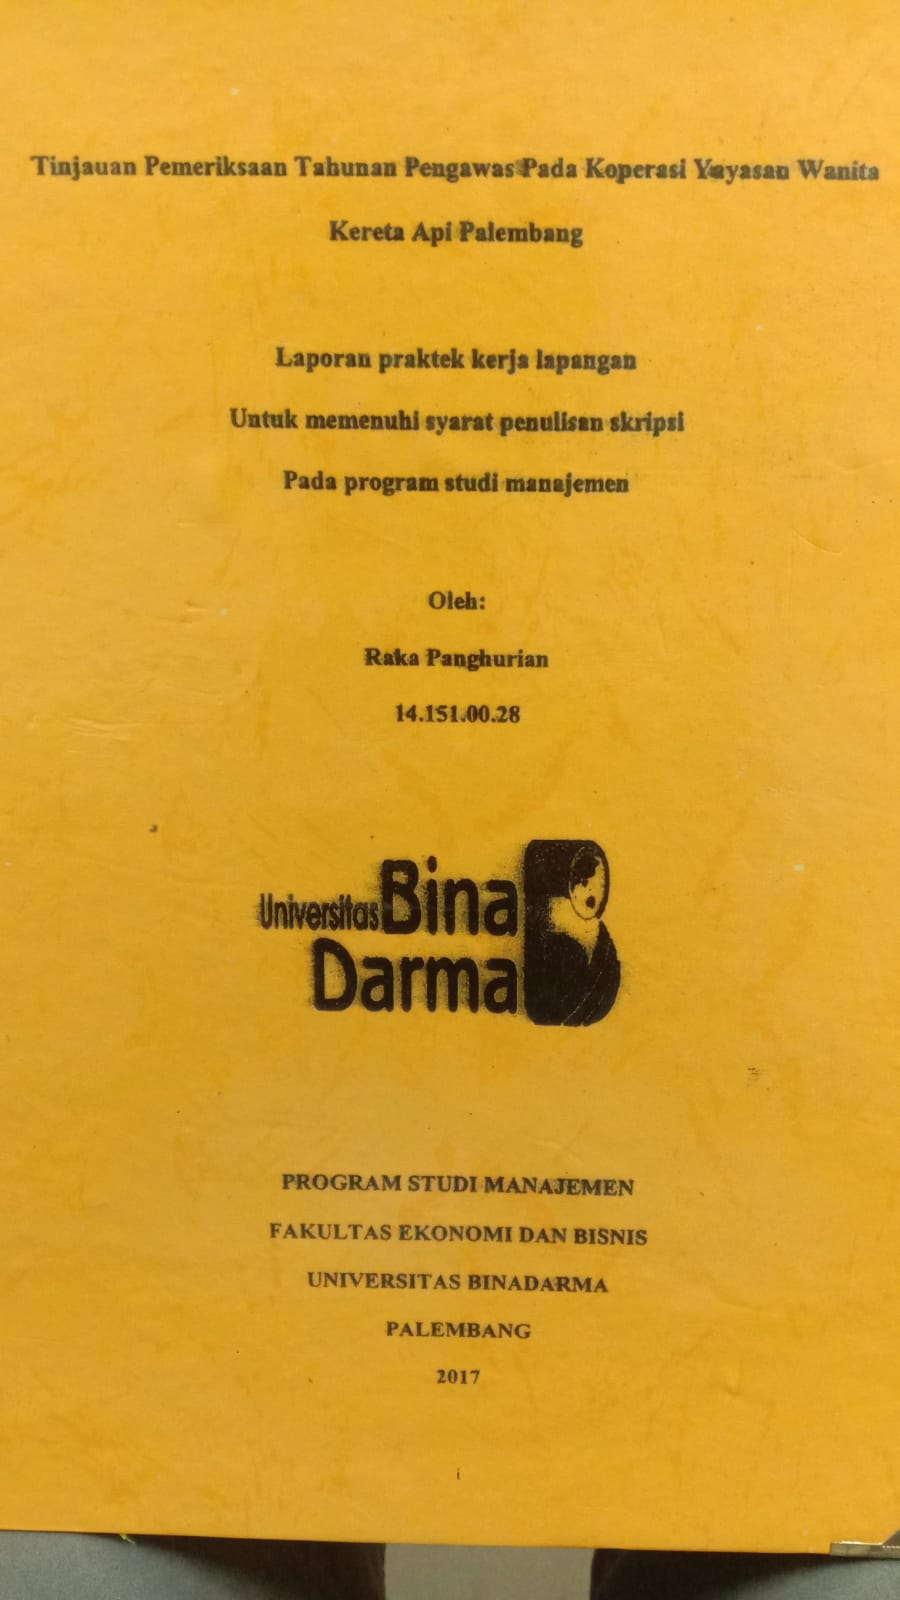 Tinjauan Pemeriksaan Tahunan Pengawas Pada Koperasi Yayasan Wanita
Kereta Api Palembang
Laporan praktek kerja lapangan
Untuk memenuhi syarat penulisan skripsi
Pada program studi manajemen
Oleh:
Raka Panghurian
14.151.00.28
Universitas Bina
Darma
PROGRAM STUDI MANAJEMEN
FAKULTAS EKONOMI DAN BISNIS
UNIVERSITAS BINADARMA
PALEMBANG
2017
i